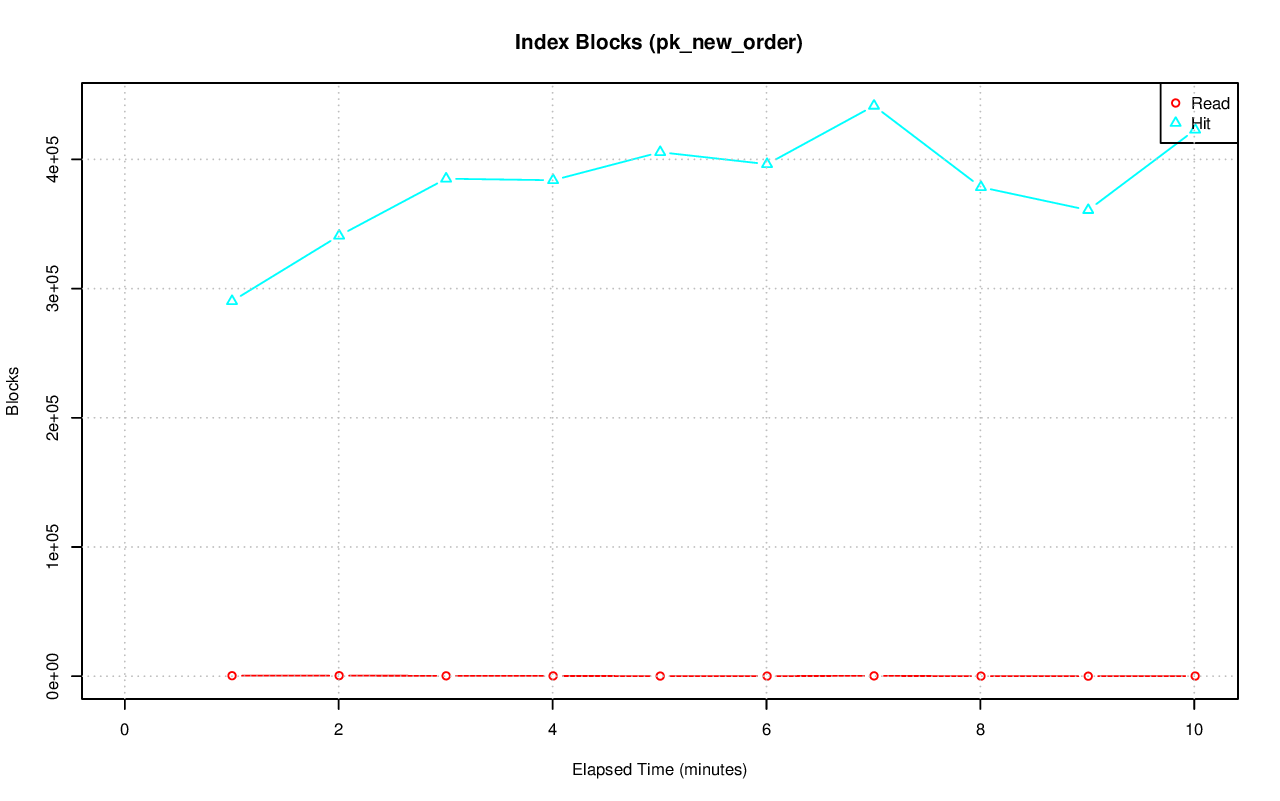 Index Blocks (pk_new_order)
Read
Hit
Blocks
4e+05
3e+05
2e+05
1e+05
0e+00
0 2 4 6 8 10
Elapsed Time (minutes)